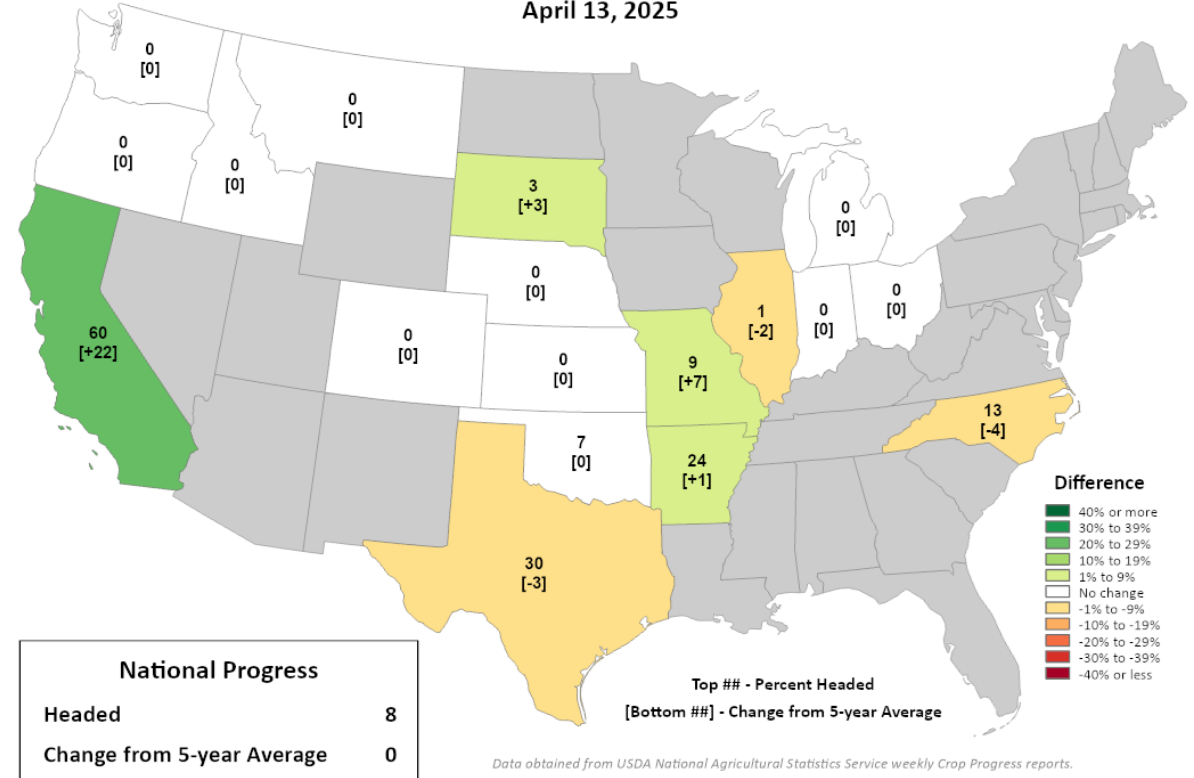 April 13, 2025
0
[0]
0
[0]
0
[0]
0
[0]
3
[+3]
0
[0]
0
[0]
60
[+22]
1
[-2]
0
[0]
0
[0]
0
[0]
9
[+7]
0
[0]
13
[-4]
7
[0]
24
[+1]
30
[-3]
Difference
40% or more
30% to 39%
20% to 29%
10% to 19%
1% to 9%
No change
-1% to -9%
-10% to -19%
-20% to -29%
-30% to -39%
-40% or less
National Progress
Headed 8
Change from 5-year Average 0
Top ## - Percent Headed
[Bottom ##] - Change from 5-year Average
Data obtained from USDA National Agricultural Statistics Service weekly Crop Progress reports.